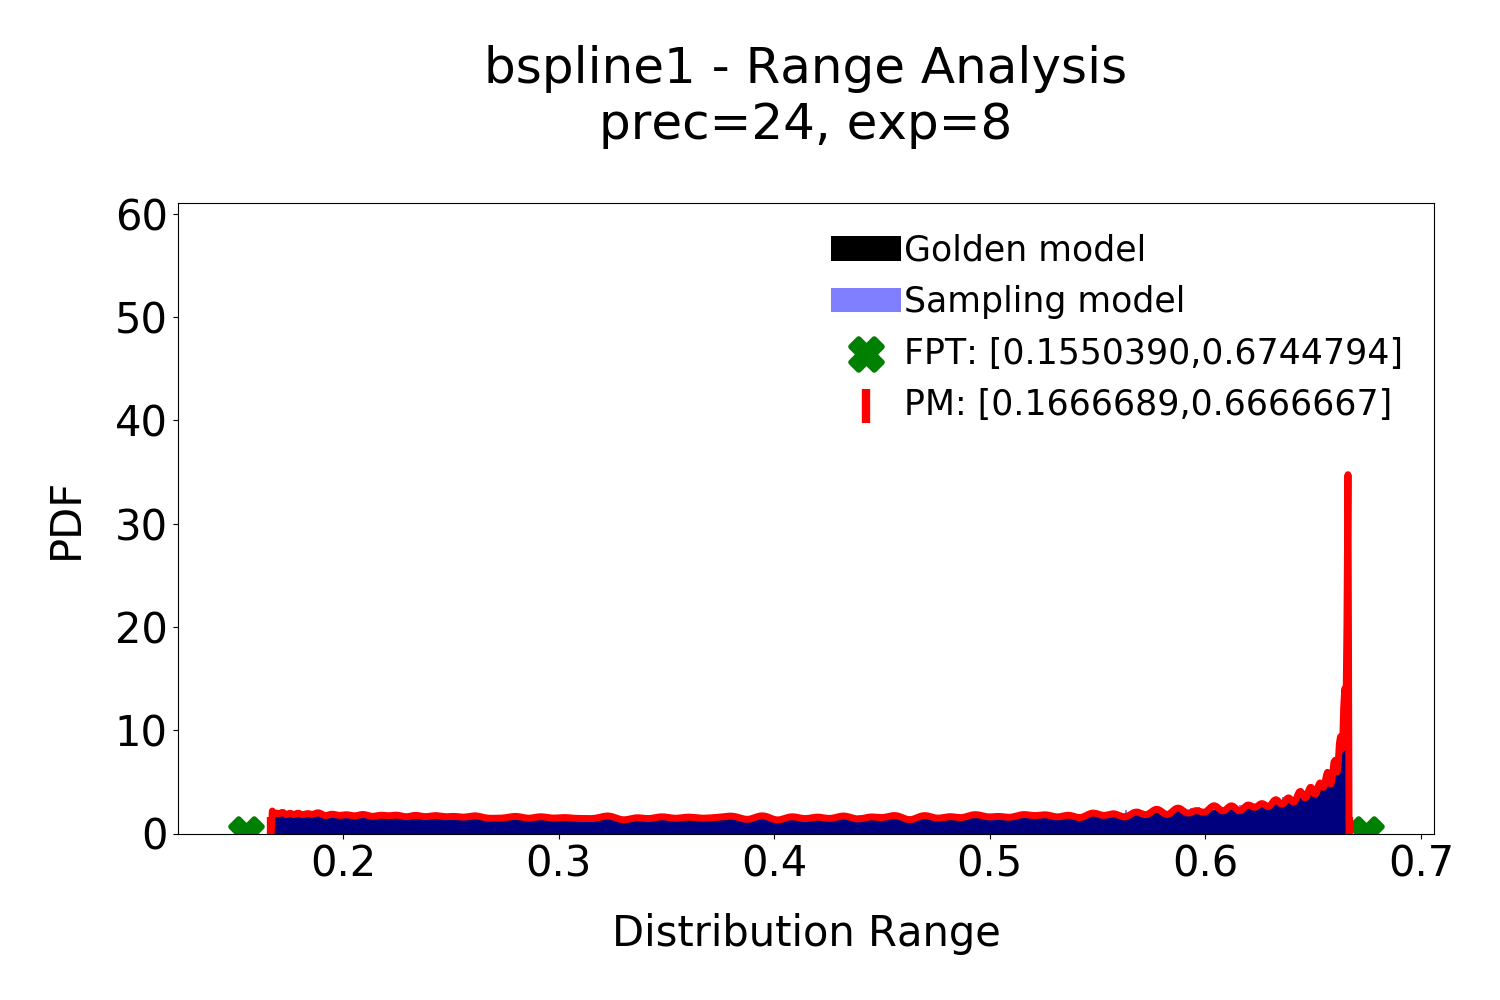 bspline1 - Range Analysis
prec=24, exp=8
60
50
40
30
20
10
0
PDF
Golden model
Sampling model
FPT: [0.1550390,0.6744794]
PM: [0.1666689,0.6666667]
0.2 0.3 0.4 0.5 0.6 0.7
Distribution Range